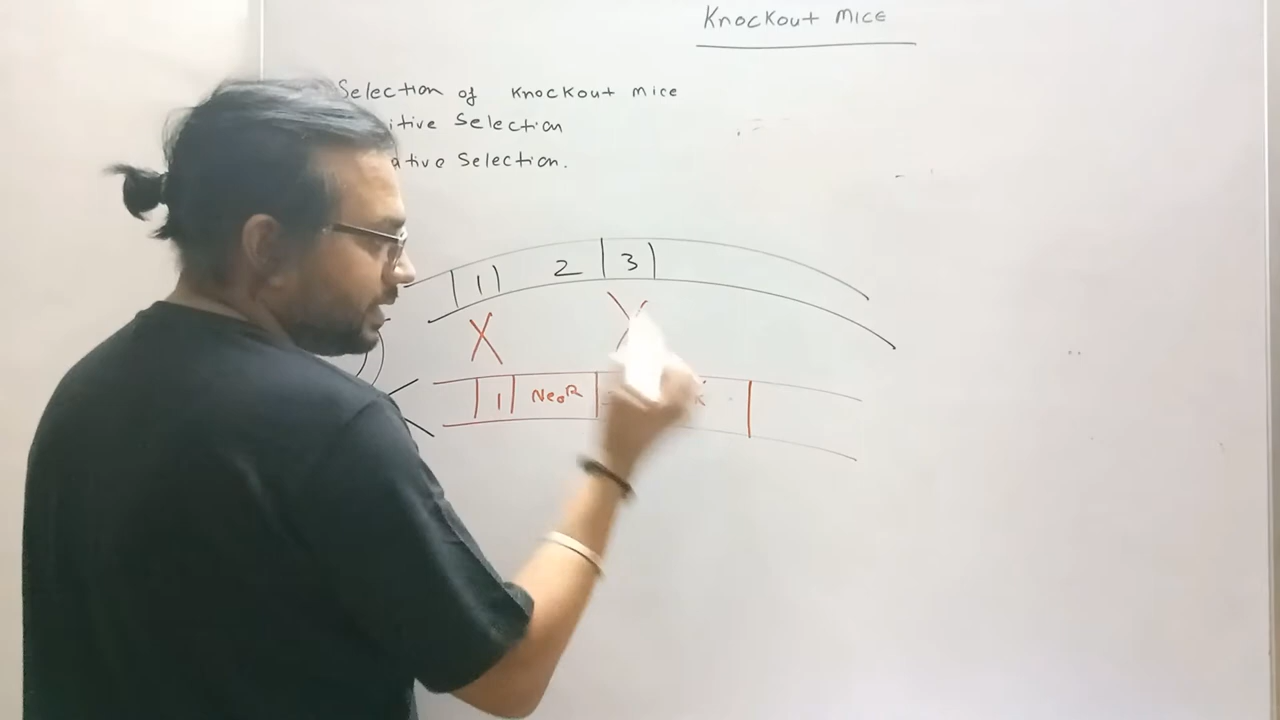 Knockout Mice
Selection of Knockout Mice
itive Selection
ative Selection.
1 2 3
X X
1 NeoR